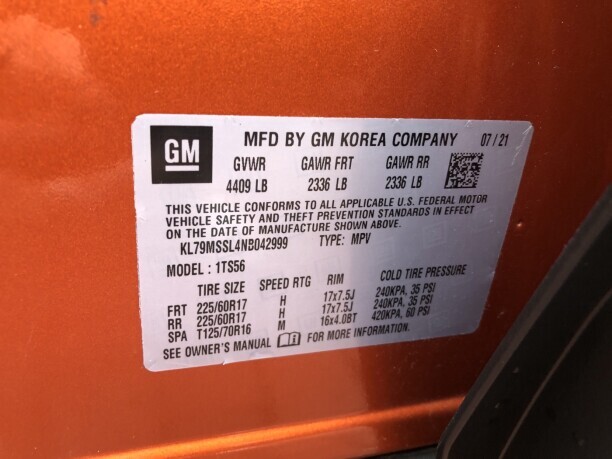 GM MFD BY GM KOREA COMPANY 07/21
GVWR GAWR FRT GAWR RR
4409 LB 2336 LB 2336 LB
THIS VEHICLE CONFORMS TO ALL APPLICABLE U.S. FEDERAL MOTOR
VEHICLE SAFETY AND THEFT PREVENTION STANDARDS IN EFFECT
ON THE DATE OF MANUFACTURE SHOWN ABOVE.
KL79MSSL4NB042999 TYPE: MPV
MODEL: 1TS56
TIRE SIZE SPEED RTG RIM COLD TIRE PRESSURE
FRT 225/60R17 H 17x7.5J 240KPA, 35 PSI
RR 225/60R17 H 17x7.5J 240KPA, 35 PSI
SPA T125/70R16 M 16x4.0BT 420KPA, 60 PSI
SEE OWNER'S MANUAL FOR MORE INFORMATION.